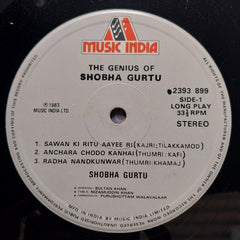 MUSIC INDIA
THE GENIUS OF
SHOBHA GURTU
2393 899
SIDE-1
LONG PLAY
33⅓ RPM
STEREO
℗1983
MUSIC INDIA LTD.
1. SAWAN KI RITU AAYEE RI (KAJRI;TILAKKAMOD)
2. ANCHARA CHODO KANHAI (THUMRI:KAFI)
3. RADHA NANDKUNWAR (THUMRI:KHAMAJ)
SHOBHA GURTU
SULTAN KHAN
NIZAMUDDIN KHAN
PURUSHOTTAM WALAVALKAR
MFD. IN INDIA BY MUSIC INDIA LTD.